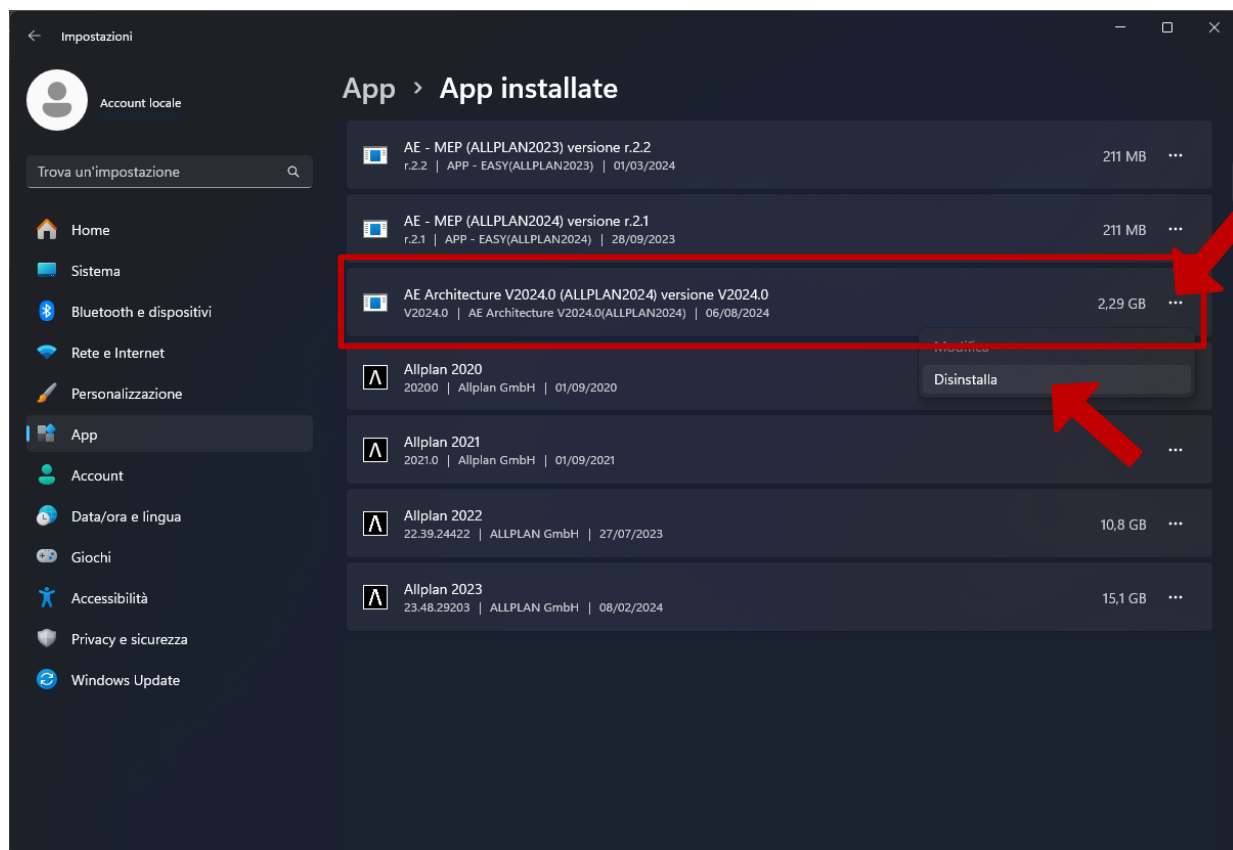 Impostazioni
Account locale
Trova un'impostazione
Home
Sistema
Bluetooth e dispositivi
Rete e Internet
Personalizzazione
App
Account
Data/ora e lingua
Giochi
Accessibilità
Privacy e sicurezza
Windows Update
App > App installate
AE - MEP (ALLPLAN2023) versione r.2.2
r.2.2 | APP - EASY(ALLPLAN2023) | 01/03/2024
211 MB
AE - MEP (ALLPLAN2024) versione r.2.1
r.2.1 | APP - EASY(ALLPLAN2024) | 28/09/2023
211 MB
AE Architecture V2024.0 (ALLPLAN2024) versione V2024.0
V2024.0 | AE Architecture V2024.0(ALLPLAN2024) | 06/08/2024
2,29 GB
Modifica
Disinstalla
Allplan 2020
20200 | Allplan GmbH | 01/09/2020
Allplan 2021
2021.0 | Allplan GmbH | 01/09/2021
Allplan 2022
22.39.24422 | ALLPLAN GmbH | 27/07/2023
10,8 GB
Allplan 2023
23.48.29203 | ALLPLAN GmbH | 08/02/2024
15,1 GB